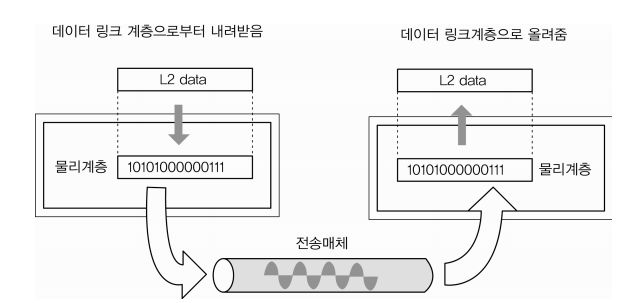 데이터 링크 계층으로부터 내려받음
데이터 링크계층으로 올려줌
L2 data
L2 data
물리계층
10101000000111
10101000000111
물리계층
전송매체